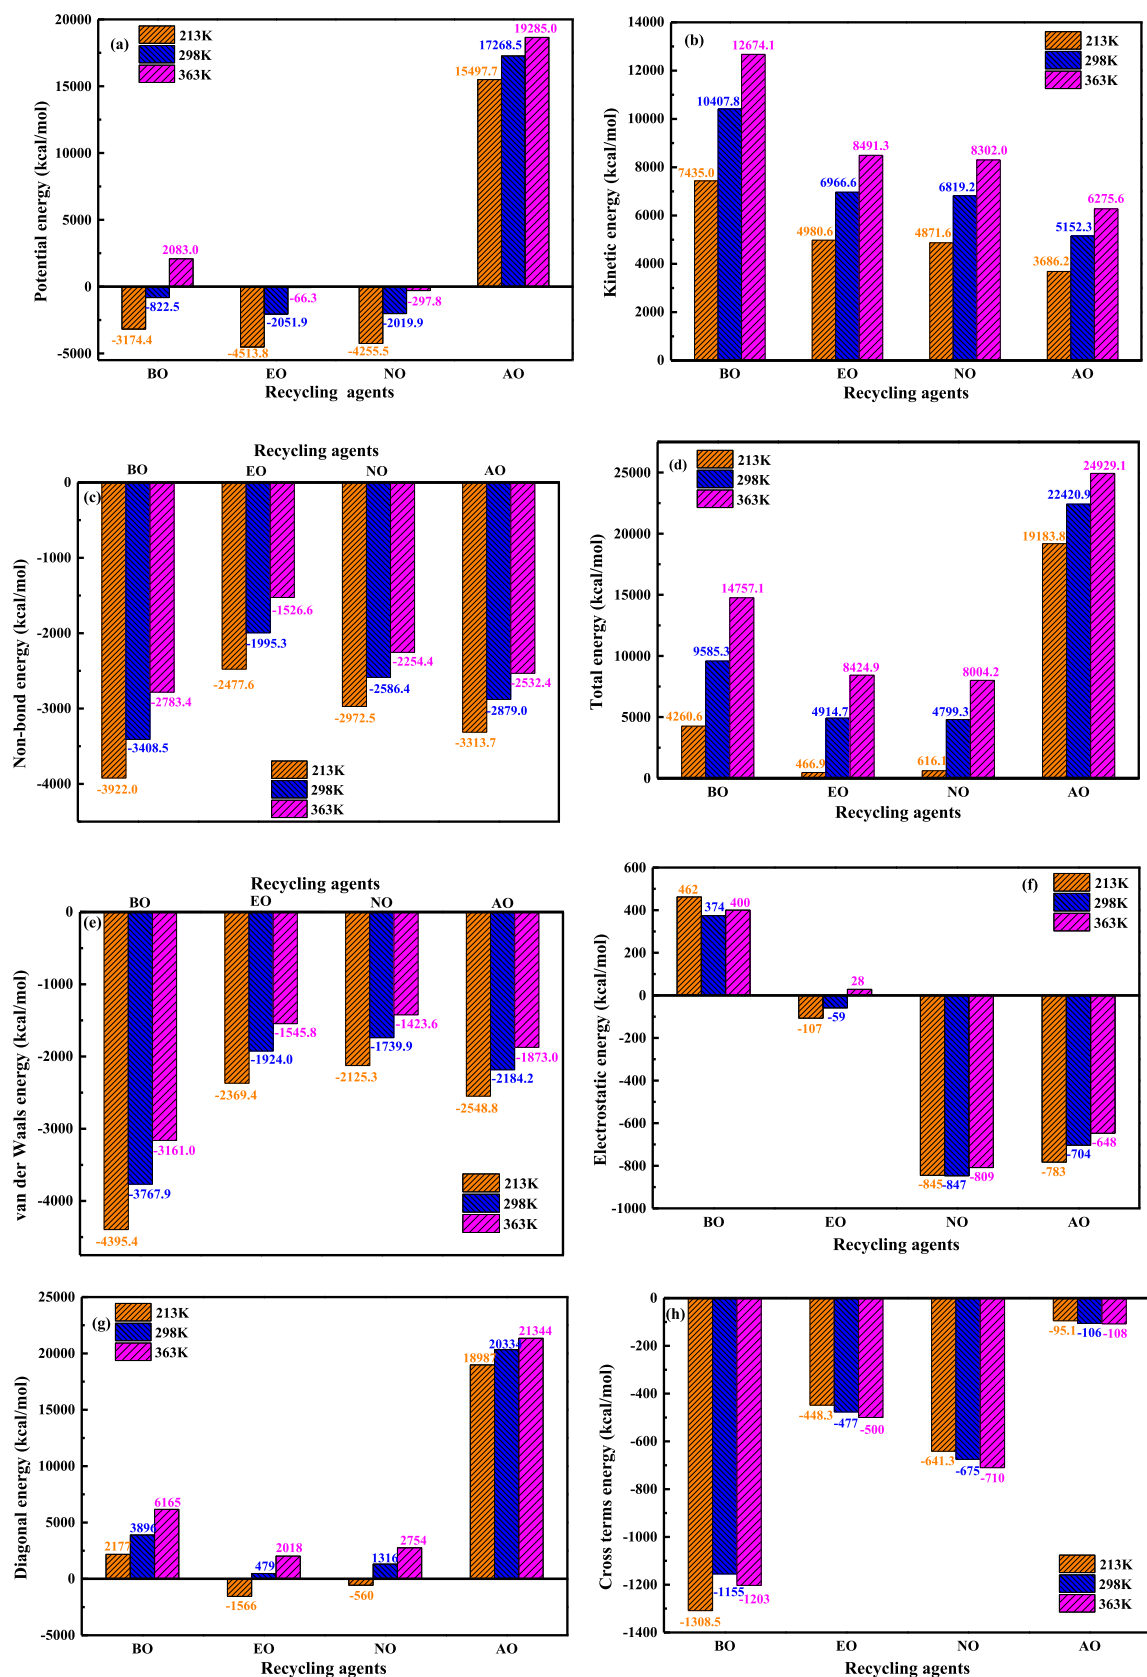 (a)
213K
298K
363K
20000
15000
10000
5000
0
-5000
Potential energy (kcal/mol)
-3174.4
-822.5
2083.0
-4513.8
-2051.9
-66.3
-4255.5
-2019.9
-297.8
15497.7
17268.5
19285.0
BO EO NO AO
Recycling agents
(b)
213K
298K
363K
14000
12000
10000
8000
6000
4000
2000
0
Kinetic energy (kcal/mol)
7435.0
10407.8
12674.1
4980.6
6966.6
8491.3
4871.6
6819.2
8302.0
3686.2
5152.3
6275.6
BO EO NO AO
Recycling agents
Recycling agents
BO EO NO AO
(c)
0
-1000
-2000
-3000
-4000
Non-bond energy (kcal/mol)
-3922.0
-3408.5
-2783.4
-2477.6
-1995.3
-1526.6
-2972.5
-2586.4
-2254.4
-3313.7
-2879.0
-2532.4
213K
298K
363K
(d)
213K
298K
363K
25000
20000
15000
10000
5000
0
Total energy (kcal/mol)
4260.6
9585.3
14757.1
466.9
4914.7
8424.9
616.1
4799.3
8004.2
19183.8
22420.9
24929.1
BO EO NO AO
Recycling agents
Recycling agents
BO EO NO AO
(e)
0
-1000
-2000
-3000
-4000
van der Waals energy (kcal/mol)
-4395.4
-3767.9
-3161.0
-2369.4
-1924.0
-1545.8
-2125.3
-1739.9
-1423.6
-2548.8
-2184.2
-1873.0
213K
298K
363K
(f)
213K
298K
363K
600
400
200
0
-200
-400
-600
-800
-1000
Electrostatic energy (kcal/mol)
462
374
400
-107
-59
28
-845
-847
-809
-783
-704
-648
BO EO NO AO
Recycling agents
(g)
213K
298K
363K
25000
20000
15000
10000
5000
0
-5000
Diagonal energy (kcal/mol)
2177
3896
6165
-1566
479
2018
-560
1316
2754
18987
20334
21344
BO EO NO AO
Recycling agents
(h)
0
-200
-400
-600
-800
-1000
-1200
-1400
Cross terms energy (kcal/mol)
-1308.5
-1155
-1203
-448.3
-477
-500
-641.3
-675
-710
-95.1
-106
-108
213K
298K
363K
BO EO NO AO
Recycling agents